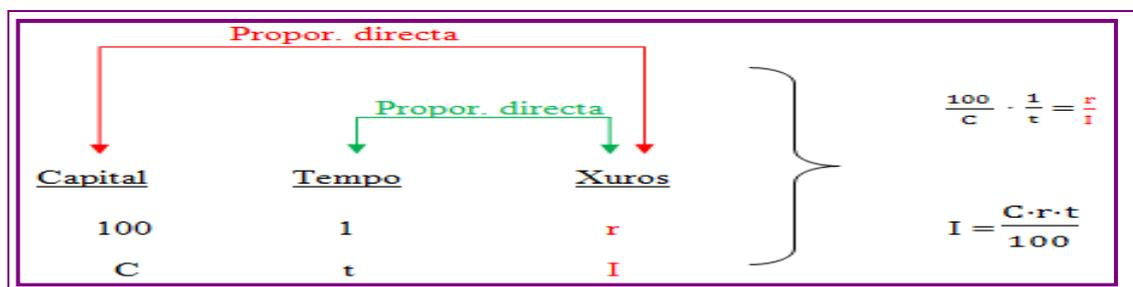 Propor. directa
Propor. directa
Capital Tempo Xuros
100 1 r
C t I
100/C · 1/t = r/I
I = C·r·t/100